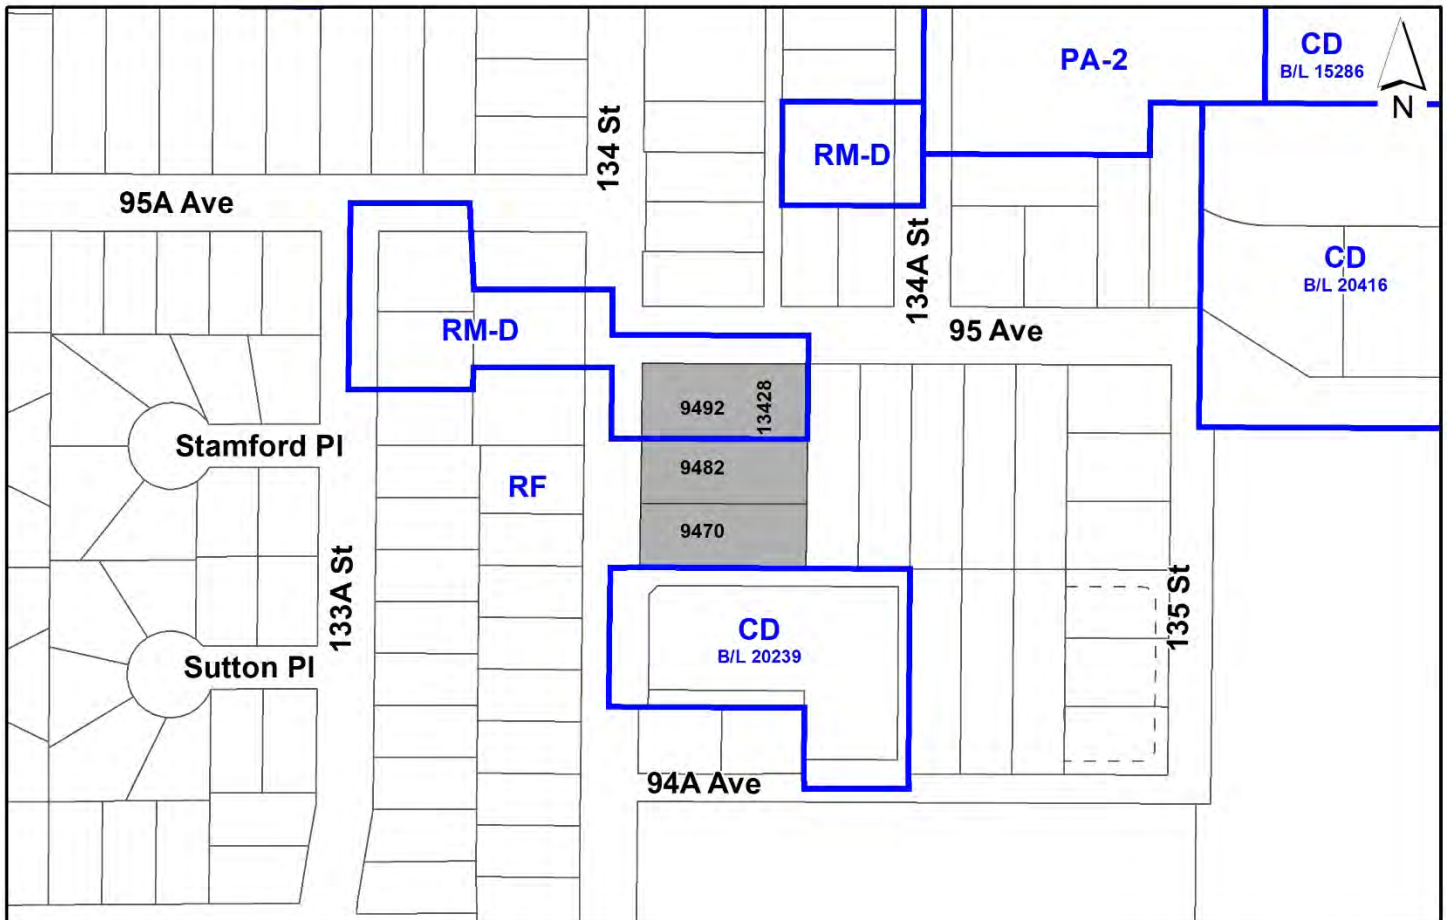 PA-2
CD
B/L 15286
N
134 St
RM-D
95A Ave
134A St
CD
B/L 20416
RM-D
95 Ave
9492
13428
Stamford Pl
9482
RF
9470
133A St
135 St
CD
B/L 20239
Sutton Pl
94A Ave